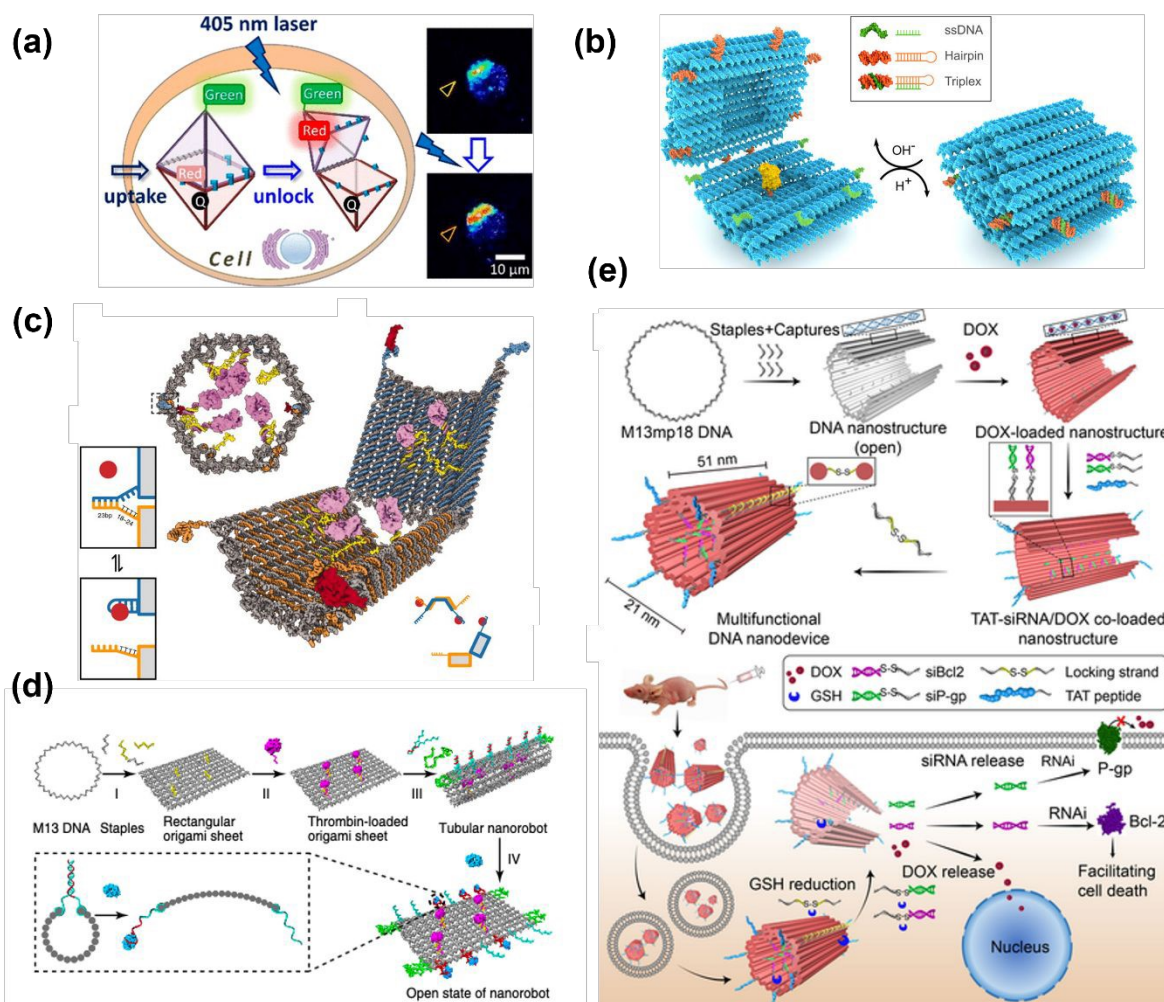 (a)
405 nm laser
Green
Green
Red
Red
Q
Q
uptake
unlock
Cell
10 µm
(b)
ssDNA
Hairpin
Triplex
OH-
H+
(c)
23bp
18-24
(d)
M13 DNA
Staples
I
Rectangular
origami sheet
II
Thrombin-loaded
origami sheet
III
Tubular nanorobot
IV
Open state of nanorobot
(e)
Staples+Captures
DOX
M13mp18 DNA
DNA nanostructure
(open)
DOX-loaded nanostructure
51 nm
S-S
S-S
21 nm
Multifunctional
DNA nanodevice
TAT-siRNA/DOX co-loaded
nanostructure
DOX
S-S
siBcl2
S-S
Locking strand
GSH
S-S
siP-gp
TAT peptide
siRNA release
RNAi
P-gp
RNAi
Bcl-2
GSH reduction
S-S
DOX release
S-S
S-S
Facilitating
cell death
Nucleus